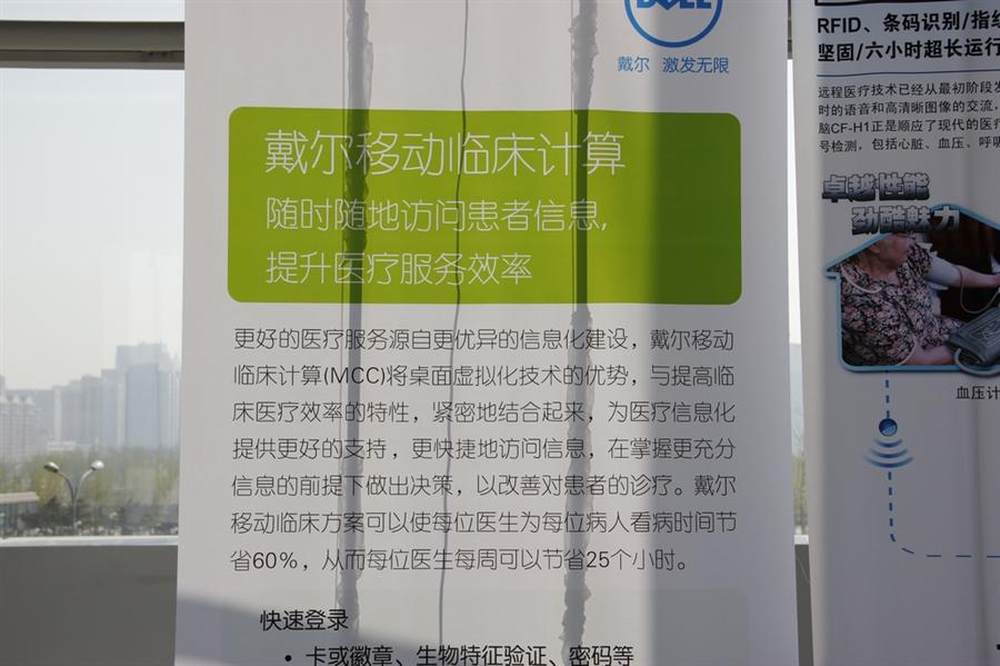 DELL
戴尔 激发无限
戴尔移动临床计算
随时随地访问患者信息,
提升医疗服务效率
更好的医疗服务源自更优异的信息化建设，戴尔移动
临床计算(MCC)将桌面虚拟化技术的优势，与提高临
床医疗效率的特性，紧密地结合起来，为医疗信息化
提供更好的支持，更快捷地访问信息，在掌握更充分
信息的前提下做出决策，以改善对患者的诊疗。戴尔
移动临床方案可以使每位医生为每位病人看病时间节
省60%，从而每位医生每周可以节省25个小时。
快速登录
• 卡或徽章、生物特征验证、密码等
RFID、条码识别/指纹
坚固/六小时超长运行
远程医疗技术已经从最初阶段
时的语音和高清晰图像的交流
脑CF-H1正是顺应了现代的医疗
号检测，包括心脏、血压、呼吸
卓越性能
劲酷魅力
血压计